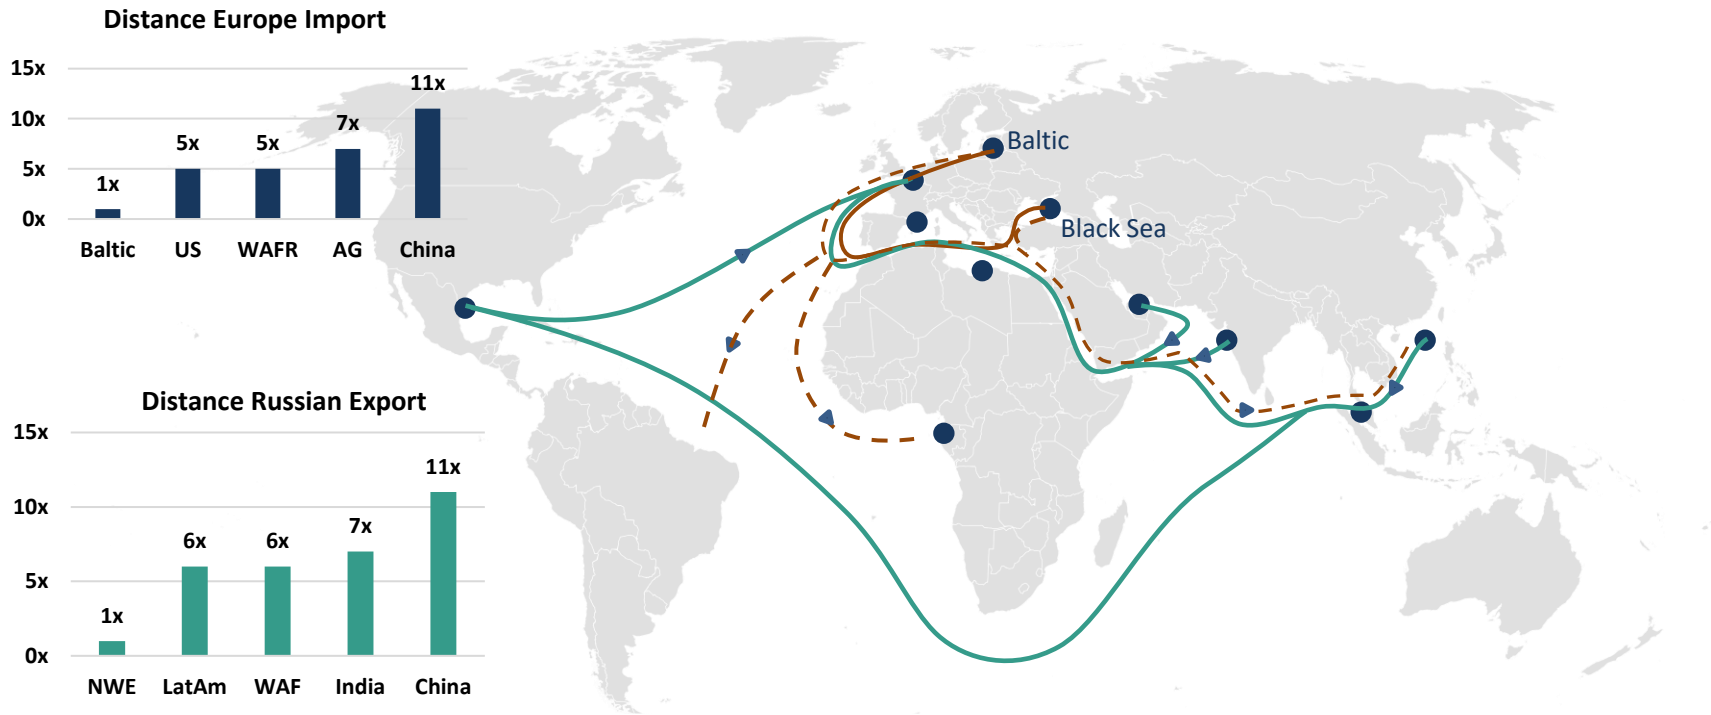 Distance Europe Import
15x
10x
5x
0x
1x
5x
5x
7x
11x
Baltic US WAFR AG China
Baltic
Black Sea
Distance Russian Export
15x
10x
5x
0x
1x
6x
6x
7x
11x
NWE LatAm WAF India China